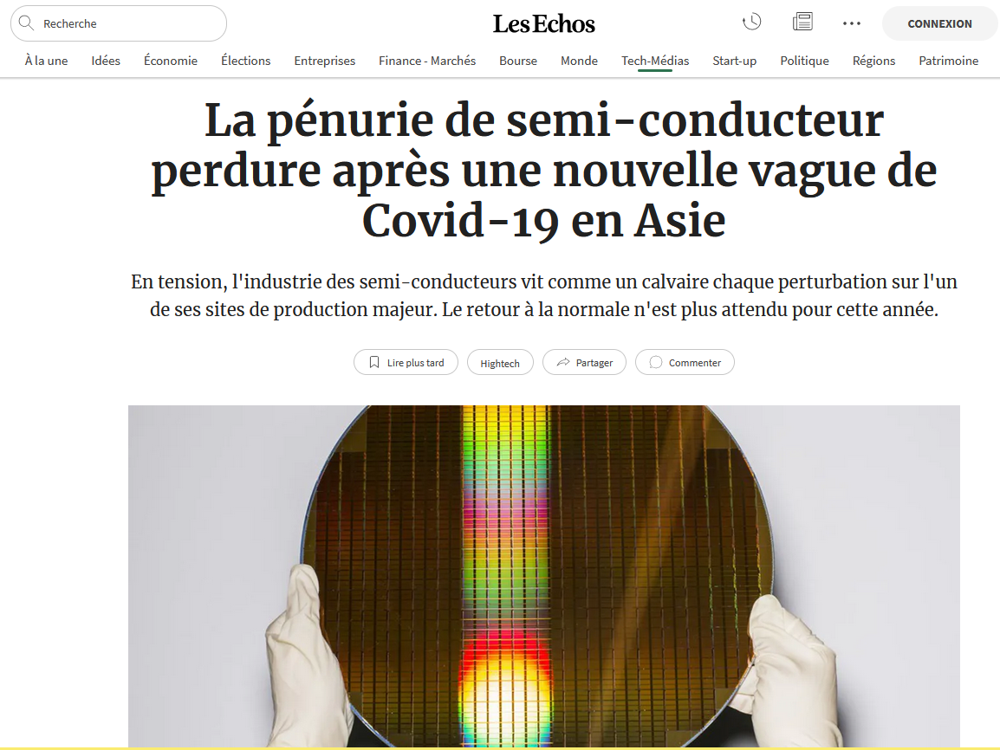 Recherche
Les Echos
CONNEXION
À la une Idées Économie Élections Entreprises Finance - Marchés Bourse Monde Tech-Médias Start-up Politique Régions Patrimoine
La pénurie de semi-conducteur
perdure après une nouvelle vague de
Covid-19 en Asie
En tension, l'industrie des semi-conducteurs vit comme un calvaire chaque perturbation sur l'un
de ses sites de production majeur. Le retour à la normale n'est plus attendu pour cette année.
Lire plus tard Hightech Partager Commenter